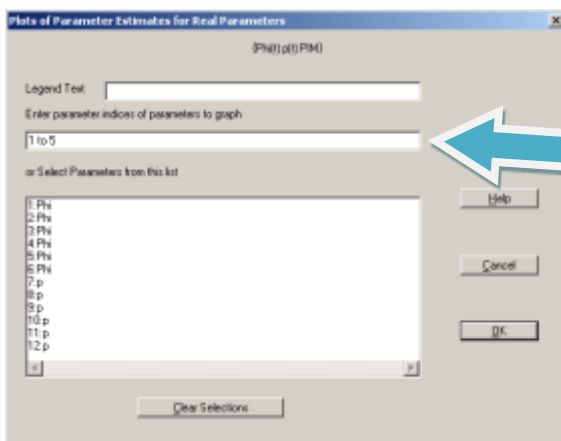 Plots of Parameter Estimates for Real Parameters
{Phi(t) p(t) PIM}
Legend Text
Enter parameter indices of parameters to graph
1 to 5
or Select Parameters from this list
1:Phi
2:Phi
3:Phi
4:Phi
5:Phi
6:Phi
7:p
8:p
9:p
10:p
11:p
12:p
Help
Cancel
OK
Clear Selections